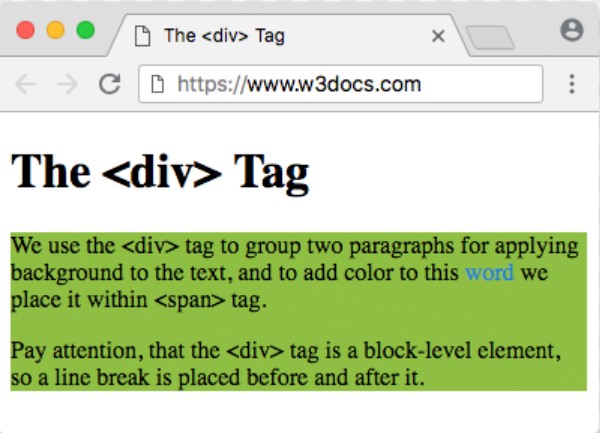 The <div> Tag
https://www.w3docs.com
The <div> Tag
We use the <div> tag to group two paragraphs for applying
background to the text, and to add color to this word we
place it within <span> tag.
Pay attention, that the <div> tag is a block-level element,
so a line break is placed before and after it.